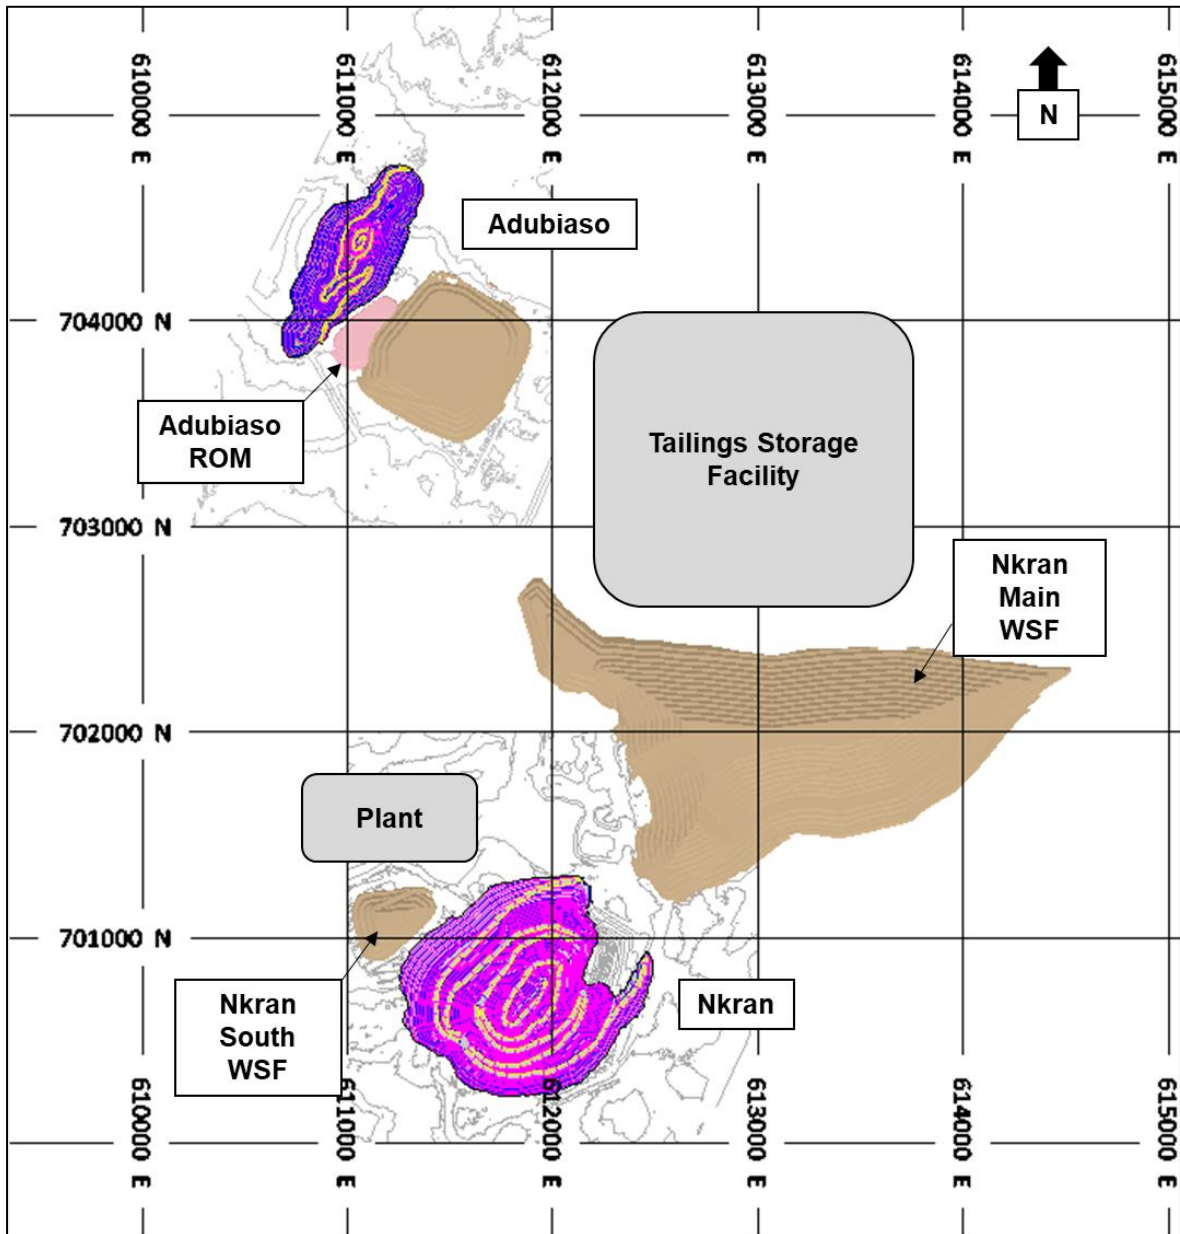 610000 E
611000 E
612000 E
613000 E
614000 E
615000 E
N
Adubiaso
704000 N
Adubiaso
ROM
Tailings Storage
Facility
703000 N
Nkran
Main
WSF
702000 N
Plant
701000 N
Nkran
South
WSF
Nkran
610000 E
611000 E
612000 E
613000 E
614000 E
615000 E